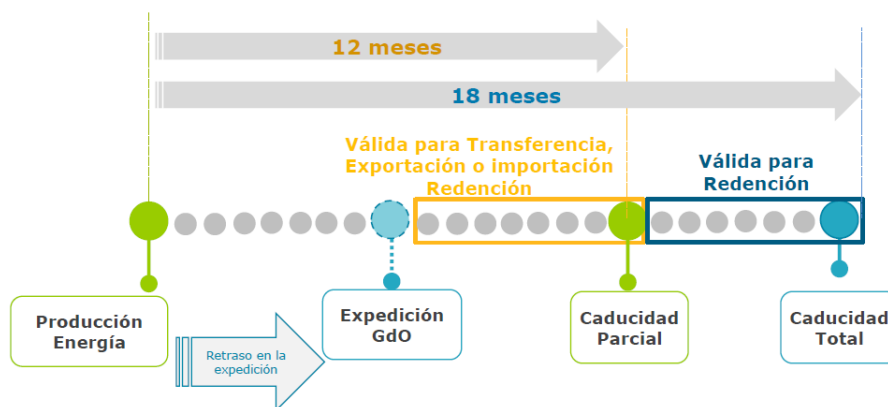 12 meses
18 meses
Válida para Transferencia,
Exportación o importación
Redención
Válida para
Redención
Producción
Energía
Retraso en la
expedición
Expedición
GdO
Caducidad
Parcial
Caducidad
Total